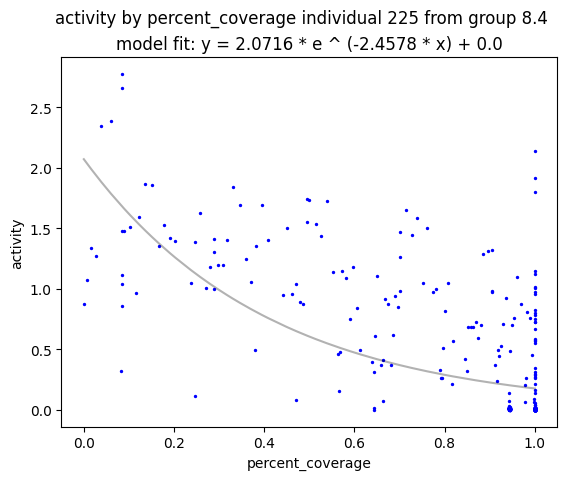 activity by percent_coverage individual 225 from group 8.4
model fit: y = 2.0716 * e ^ (-2.4578 * x) + 0.0
2.5
2.0
1.5
1.0
0.5
0.0
activity
0.0 0.2 0.4 0.6 0.8 1.0
percent_coverage